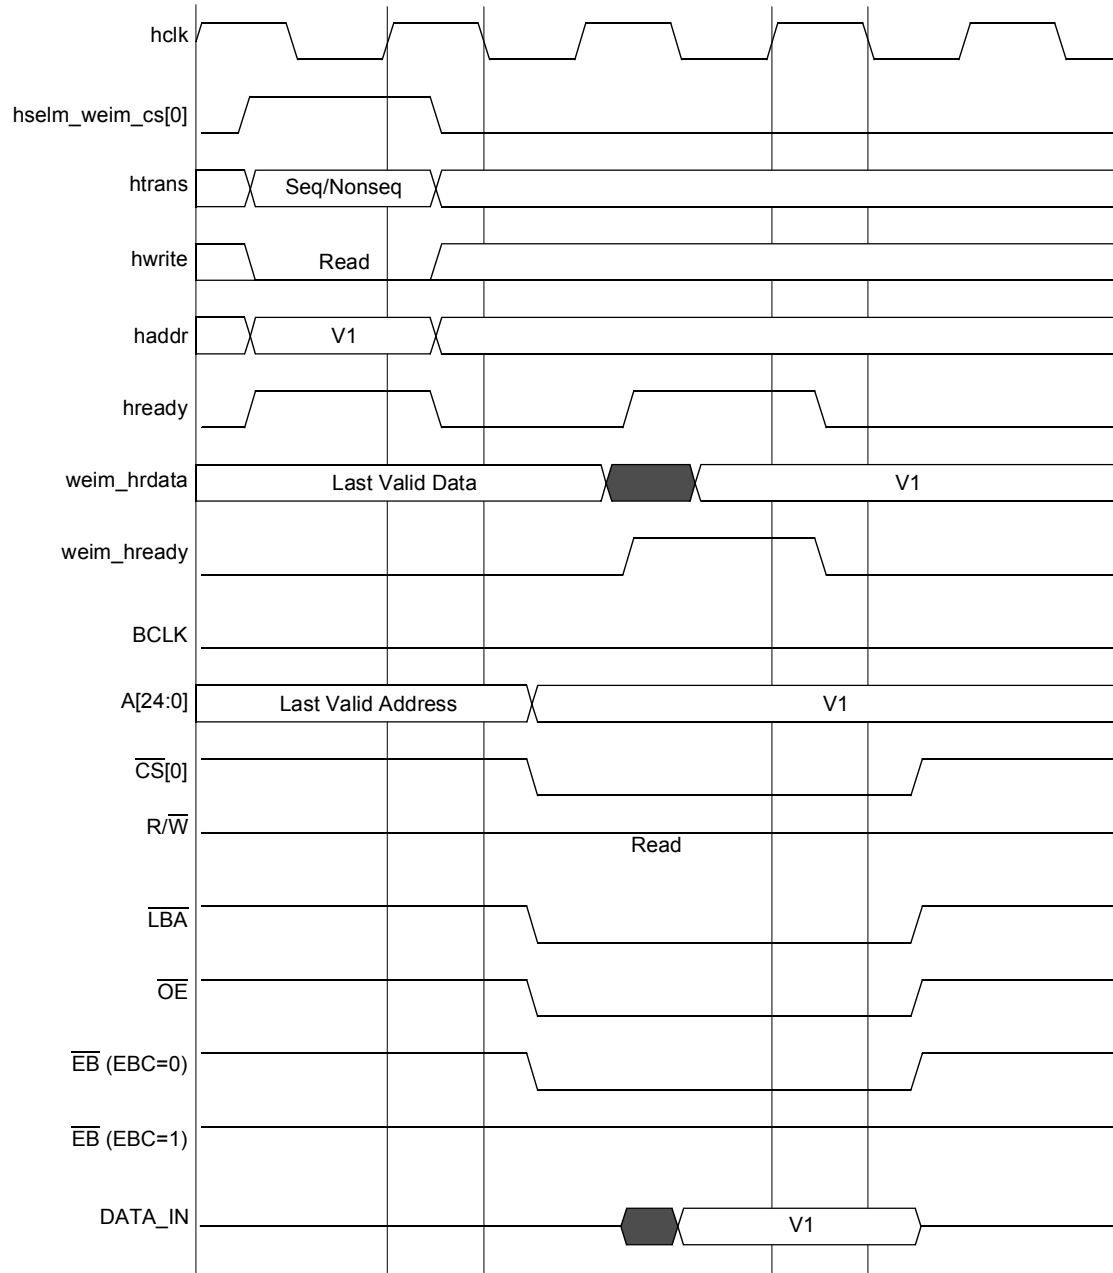 hclk
hselm_weim_cs[0]
htrans Seq/Nonseq
hwrite Read
haddr V1
hready
weim_hrdata Last Valid Data V1
weim_hready
BCLK
A[24:0] Last Valid Address V1
CS[0]
R/W
Read
LBA
OE
EB (EBC=0)
EB (EBC=1)
DATA_IN V1